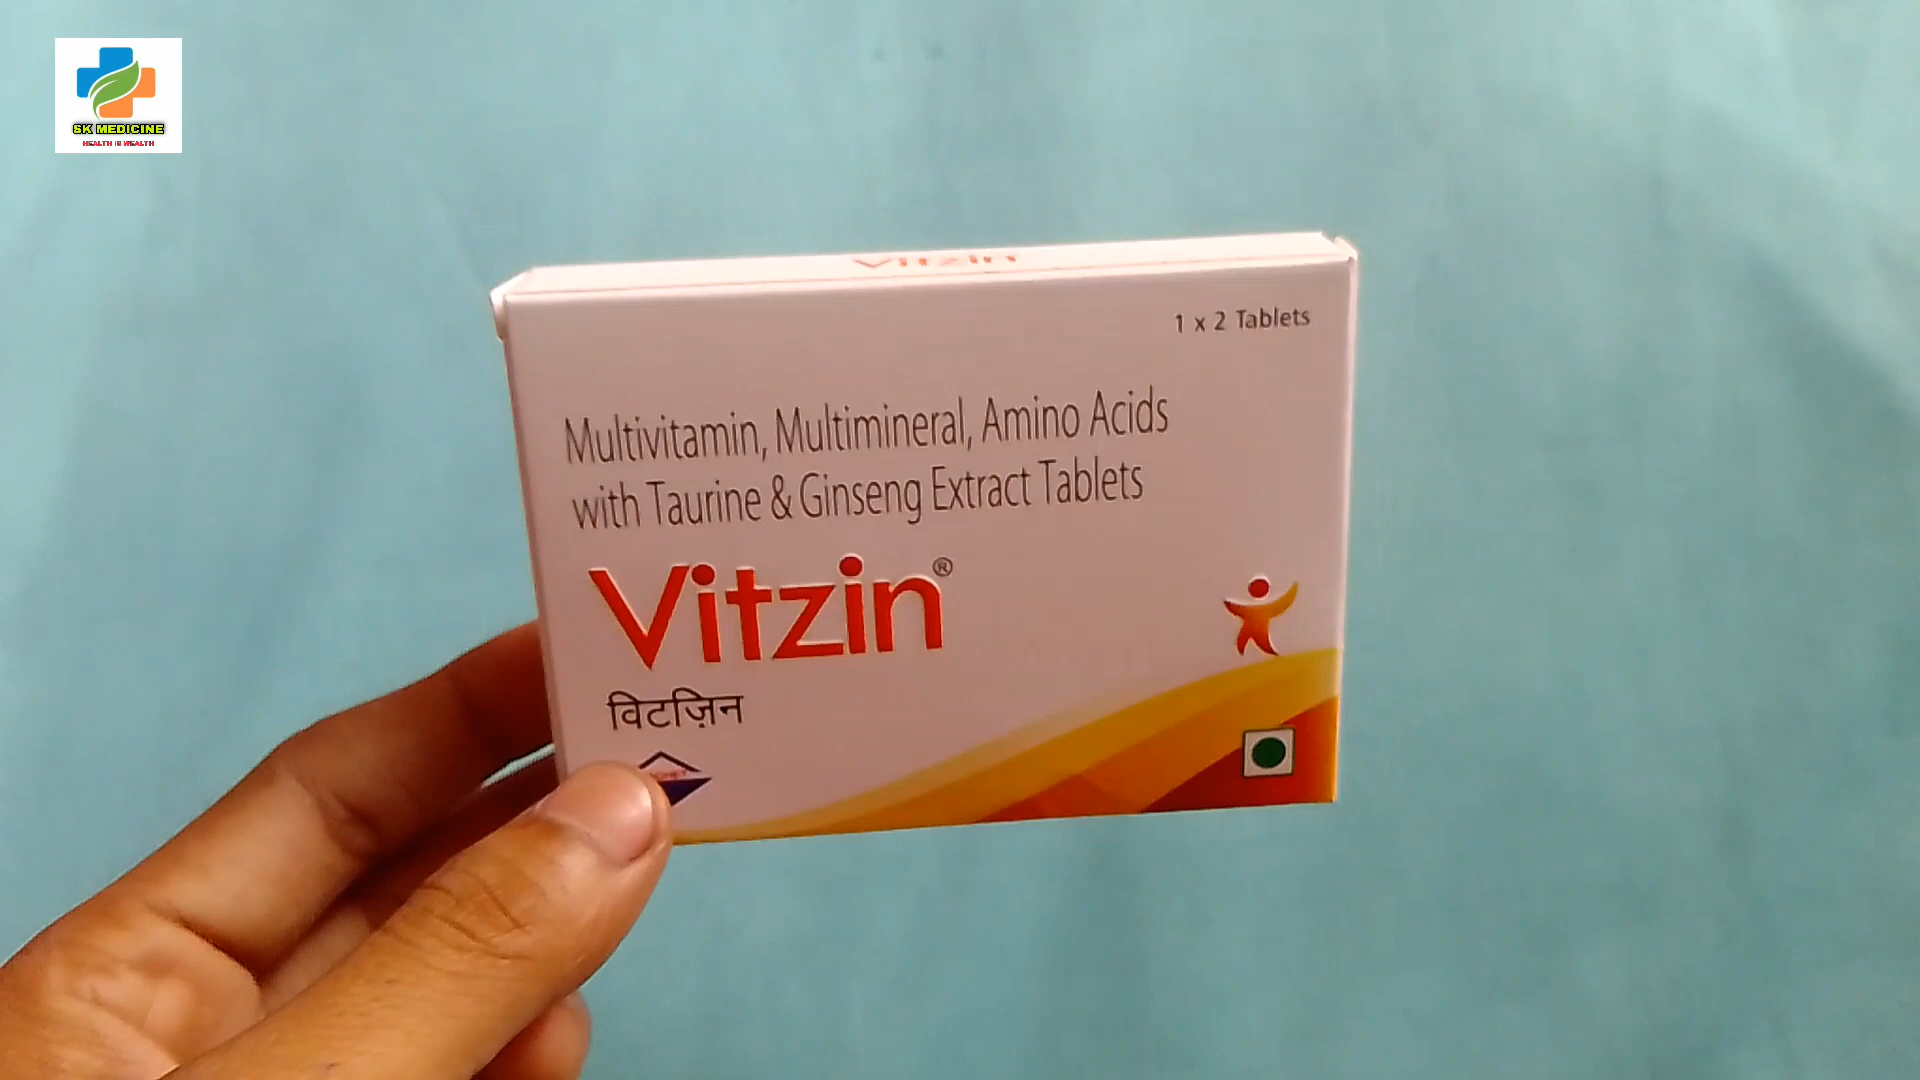 SK MEDICINE
HEALTH IS WEALTH
Vitzin
1 x 2 Tablets
Multivitamin, Multimineral, Amino Acids
with Taurine & Ginseng Extract Tablets
Vitzin®
विटज़िन